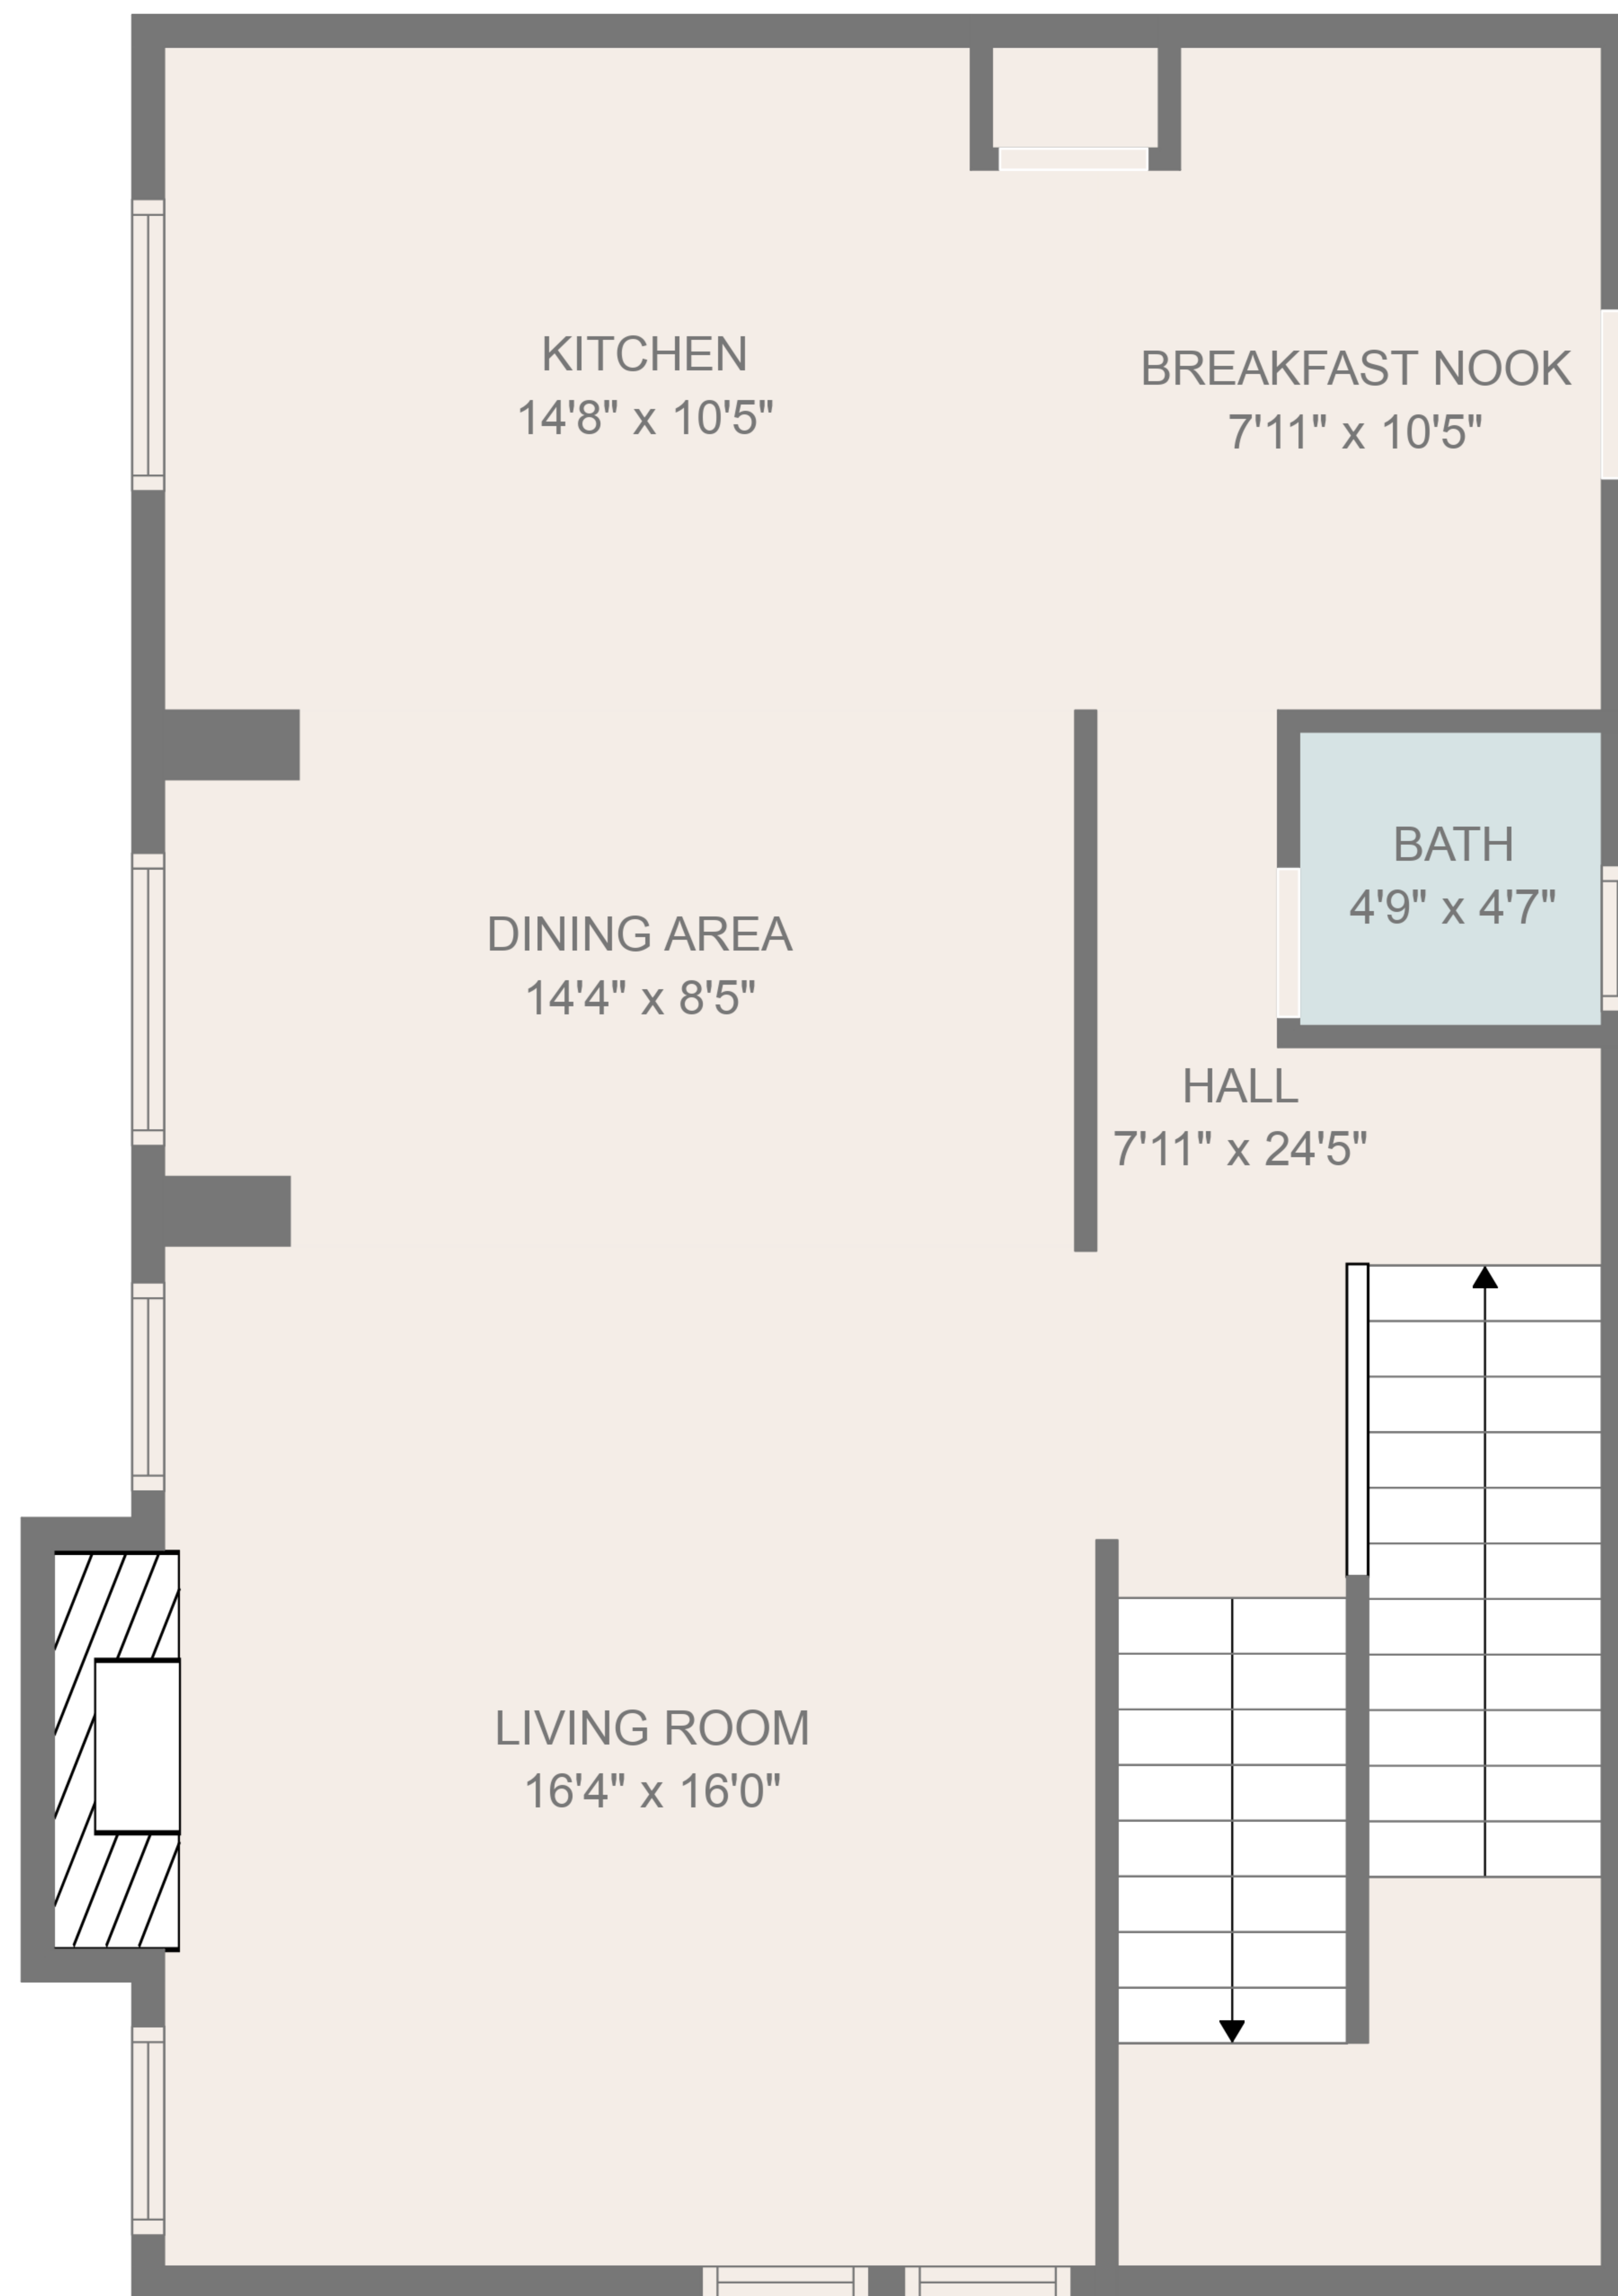 KITCHEN
14'8" x 10'5"
BREAKFAST NOOK
7'11" x 10'5"
BATH
4'9" x 4'7"
DINING AREA
14'4" x 8'5"
HALL
7'11" x 24'5"
LIVING ROOM
16'4" x 16'0"